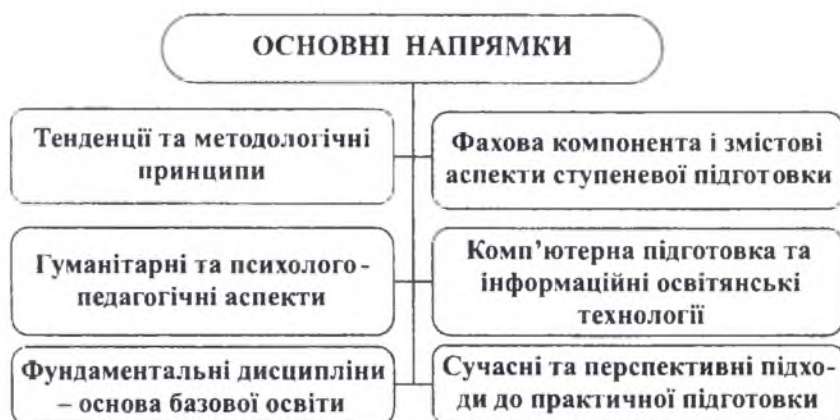 ОСНОВНІ НАПРЯМКИ
Тенденції та методологічні
принципи
Фахова компонента і змістові
аспекти ступеневої підготовки
Гуманітарні та психолого-
педагогічні аспекти
Комп’ютерна підготовка та
інформаційні освітянські
технології
Фундаментальні дисципліни
– основа базової освіти
Сучасні та перспективні підхо-
ди до практичної підготовки